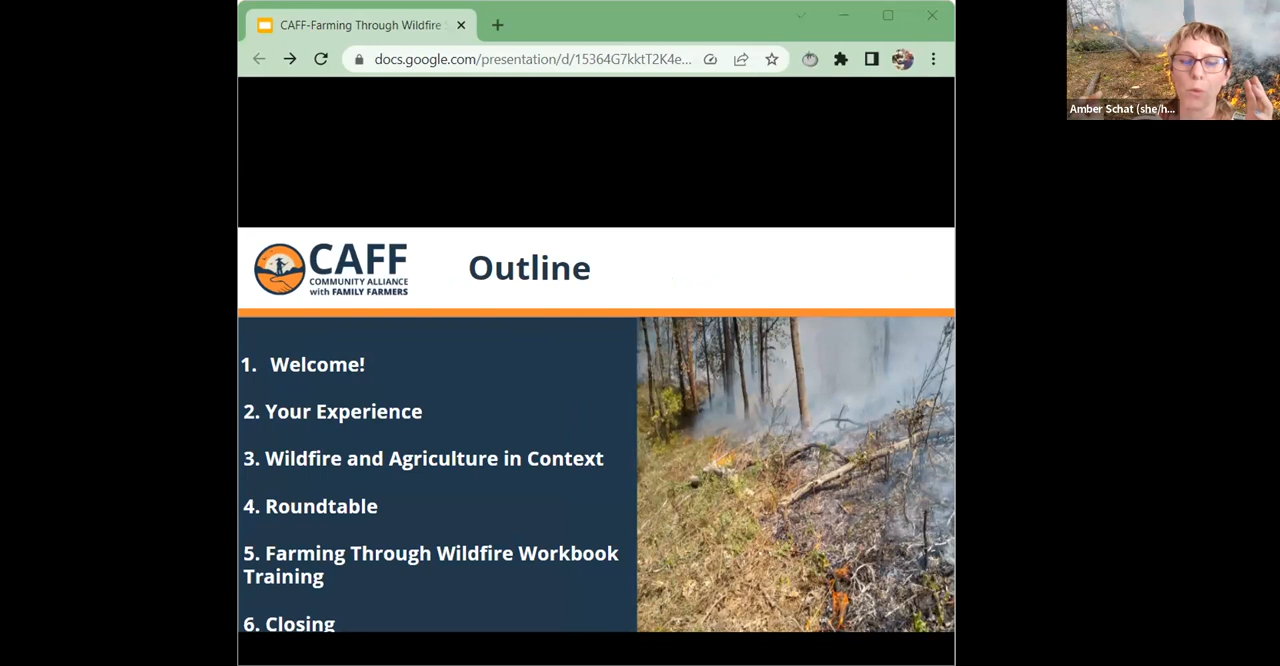 CAFF-Farming Through Wildfire
docs.google.com/presentation/d/15364G7kktT2K4e...
Amber Schat (she/h...
CAFF
COMMUNITY ALLIANCE
with FAMILY FARMERS
Outline
1. Welcome!
2. Your Experience
3. Wildfire and Agriculture in Context
4. Roundtable
5. Farming Through Wildfire Workbook
Training
6. Closing